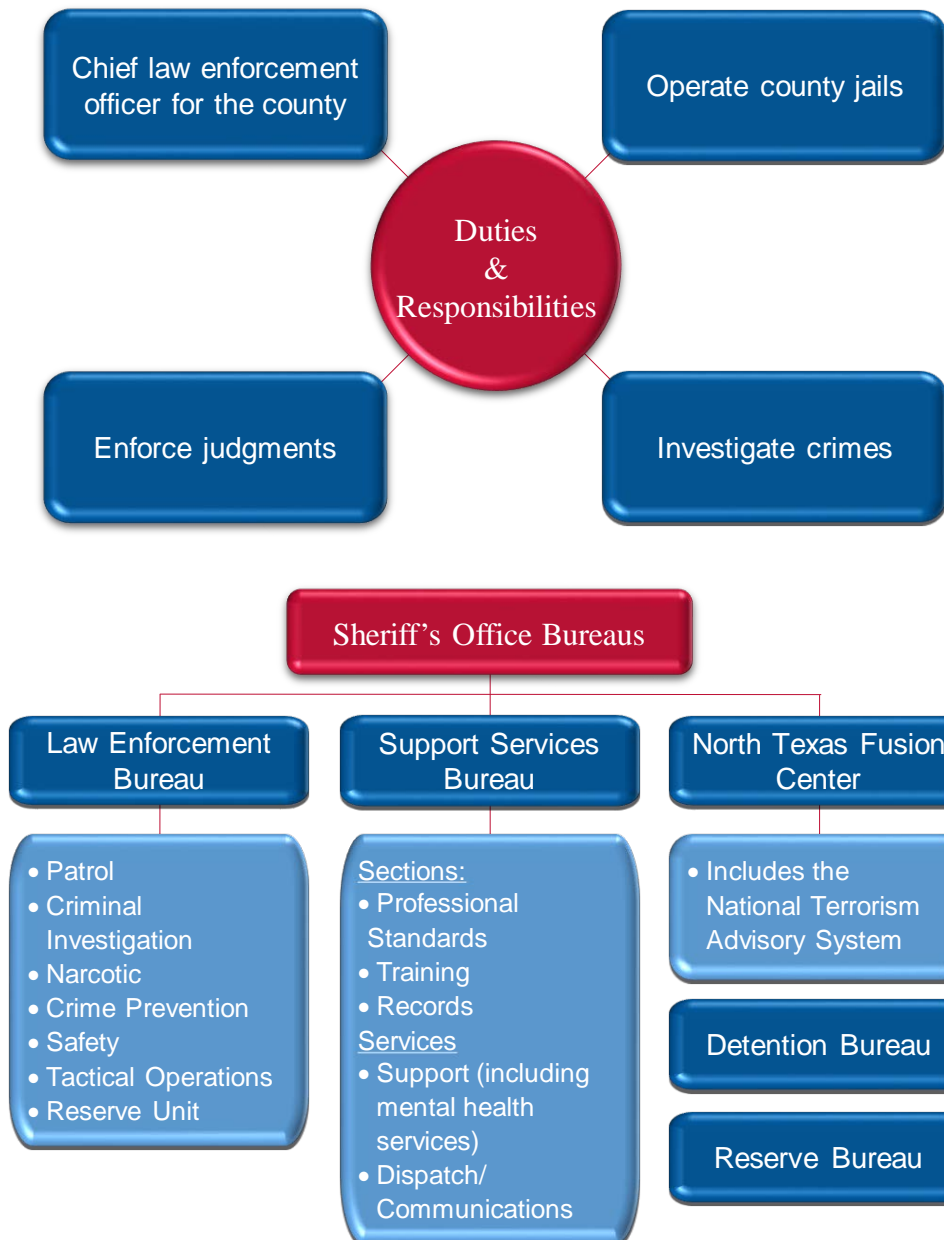 Chief law enforcement
officer for the county
Operate county jails
Duties
&
Responsibilities
Enforce judgments
Investigate crimes
Sheriff’s Office Bureaus
Law Enforcement
Bureau
• Patrol
• Criminal
Investigation
• Narcotic
• Crime Prevention
• Safety
• Tactical Operations
• Reserve Unit
Support Services
Bureau
Sections:
• Professional
Standards
• Training
• Records
Services
• Support (including
mental health
services)
• Dispatch/
Communications
North Texas Fusion
Center
• Includes the
National Terrorism
Advisory System
Detention Bureau
Reserve Bureau